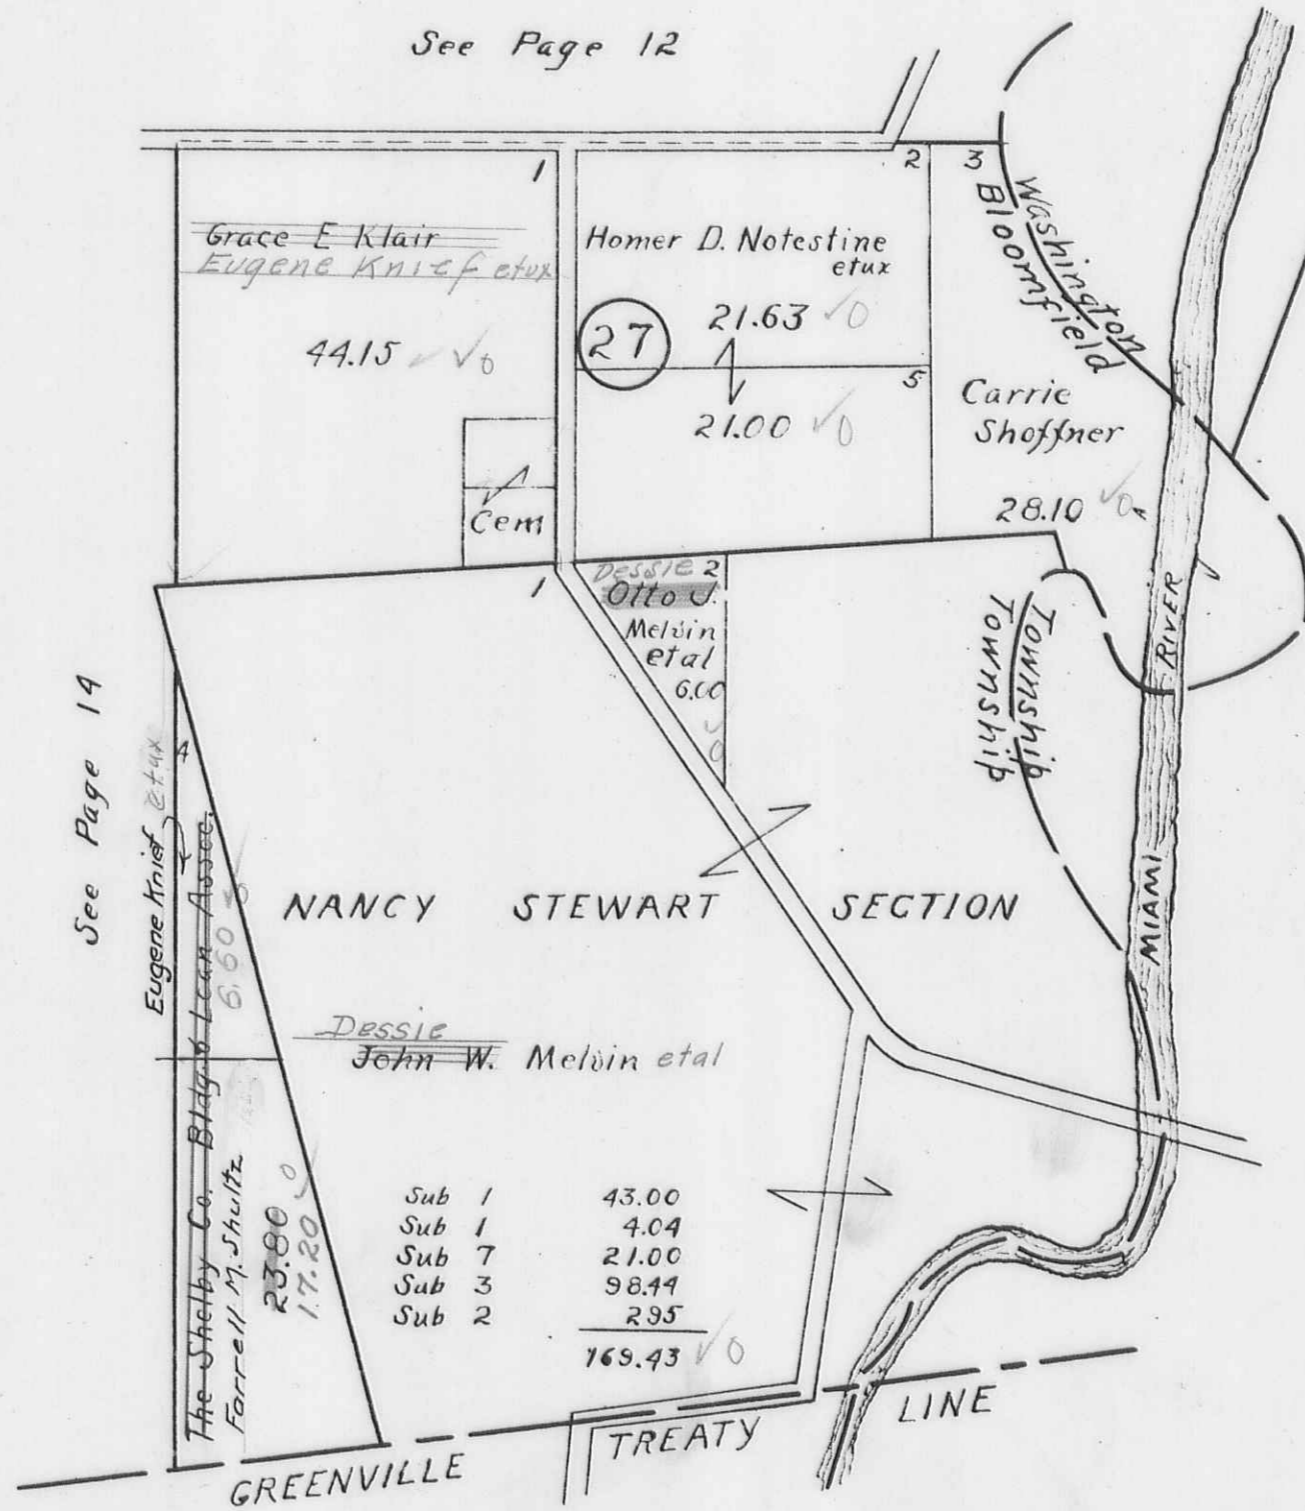 See Page 12
1
2
3
Grace E Klair
Eugene Knief etux
44.15
Cem
Homer D. Notestine
etux
27
21.63
5
21.00
Washington
Bloomfield
Carrie
Shoffner
28.10
1
Dessie 2
Otto J.
Melvin
etal
6.00
Township
Township
MIAMI RIVER
See Page 14
4
Eugene Knief etux
The Shelby Co. Bldg. & Loan Assoc.
6.60
NANCY STEWART SECTION
Dessie
John W. Melvin etal
Farrell M. Shultz
23.80
17.20
Sub 1 43.00
Sub 1 4.04
Sub 7 21.00
Sub 3 98.44
Sub 2 295
169.43
GREENVILLE TREATY LINE